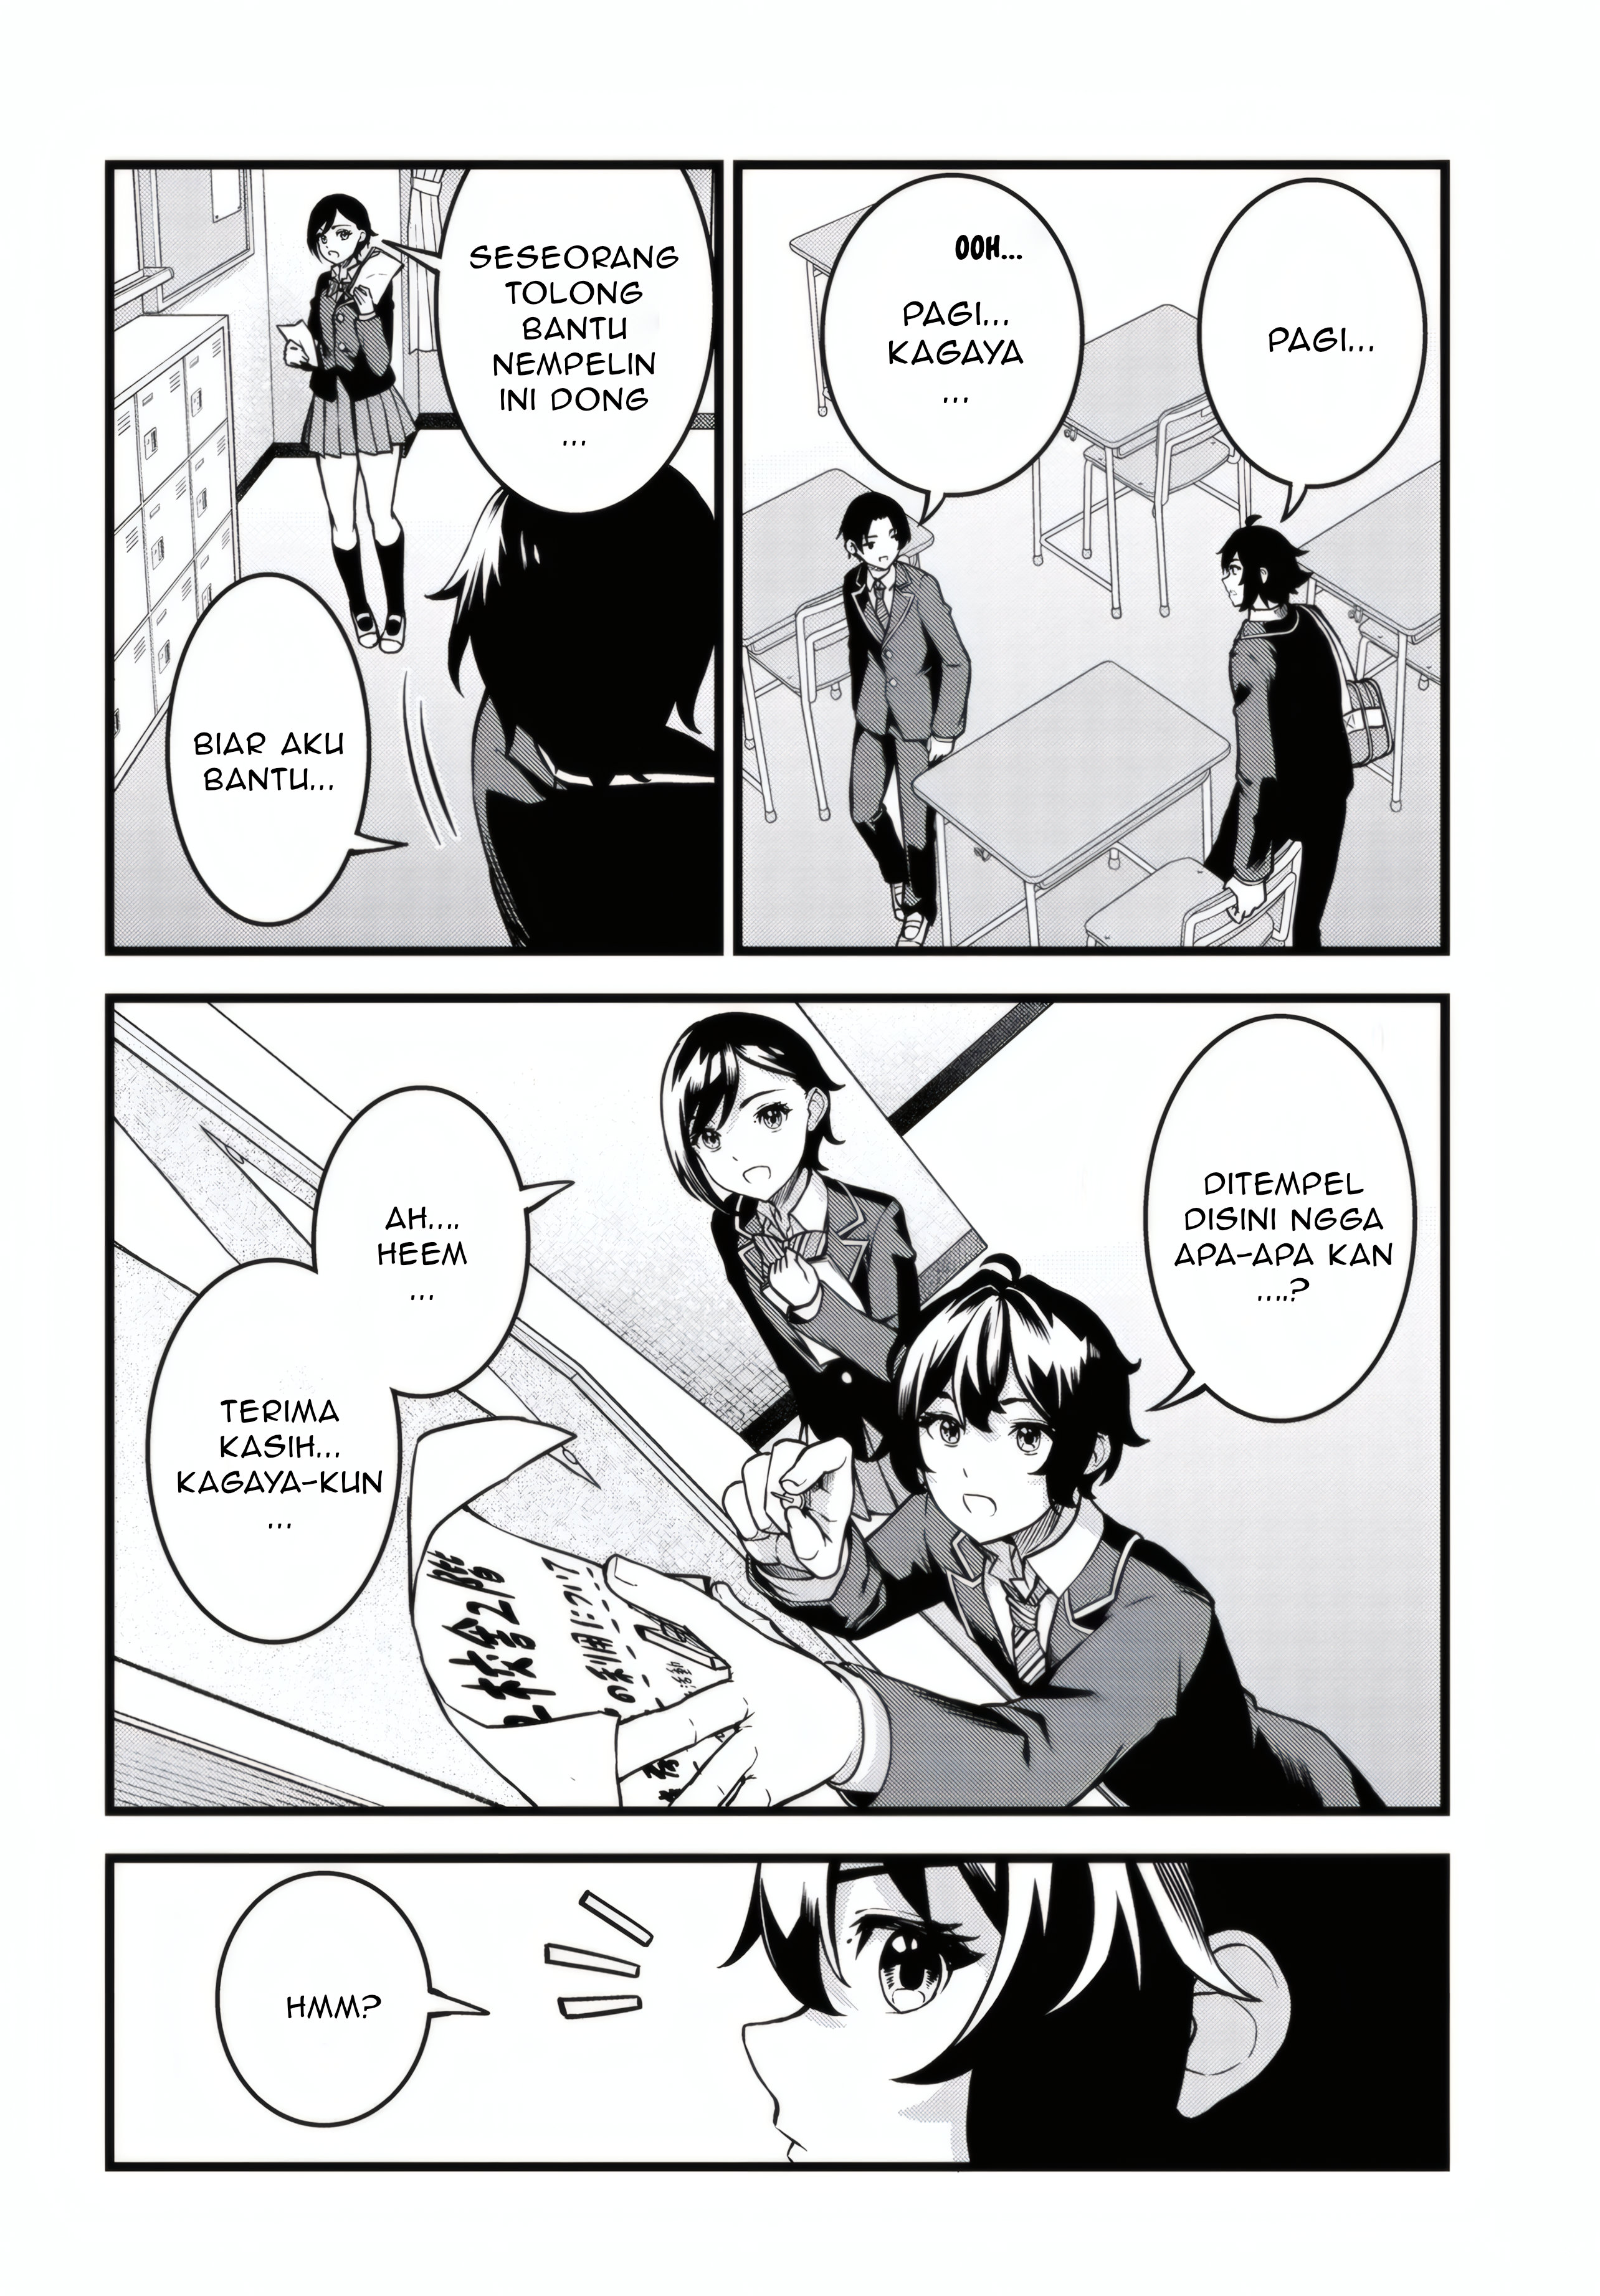 PAGI...
OOH...
PAGI...
KAGAYA
...
SESEORANG
TOLONG
BANTU
NEMPELIN
INI DONG
...
BIAR AKU
BANTU...
DITEMPEL
DISINI NGGA
APA-APA KAN
....?
AH....
HEEM
...
TERIMA
KASIH...
KAGAYA-KUN
...
HMM?